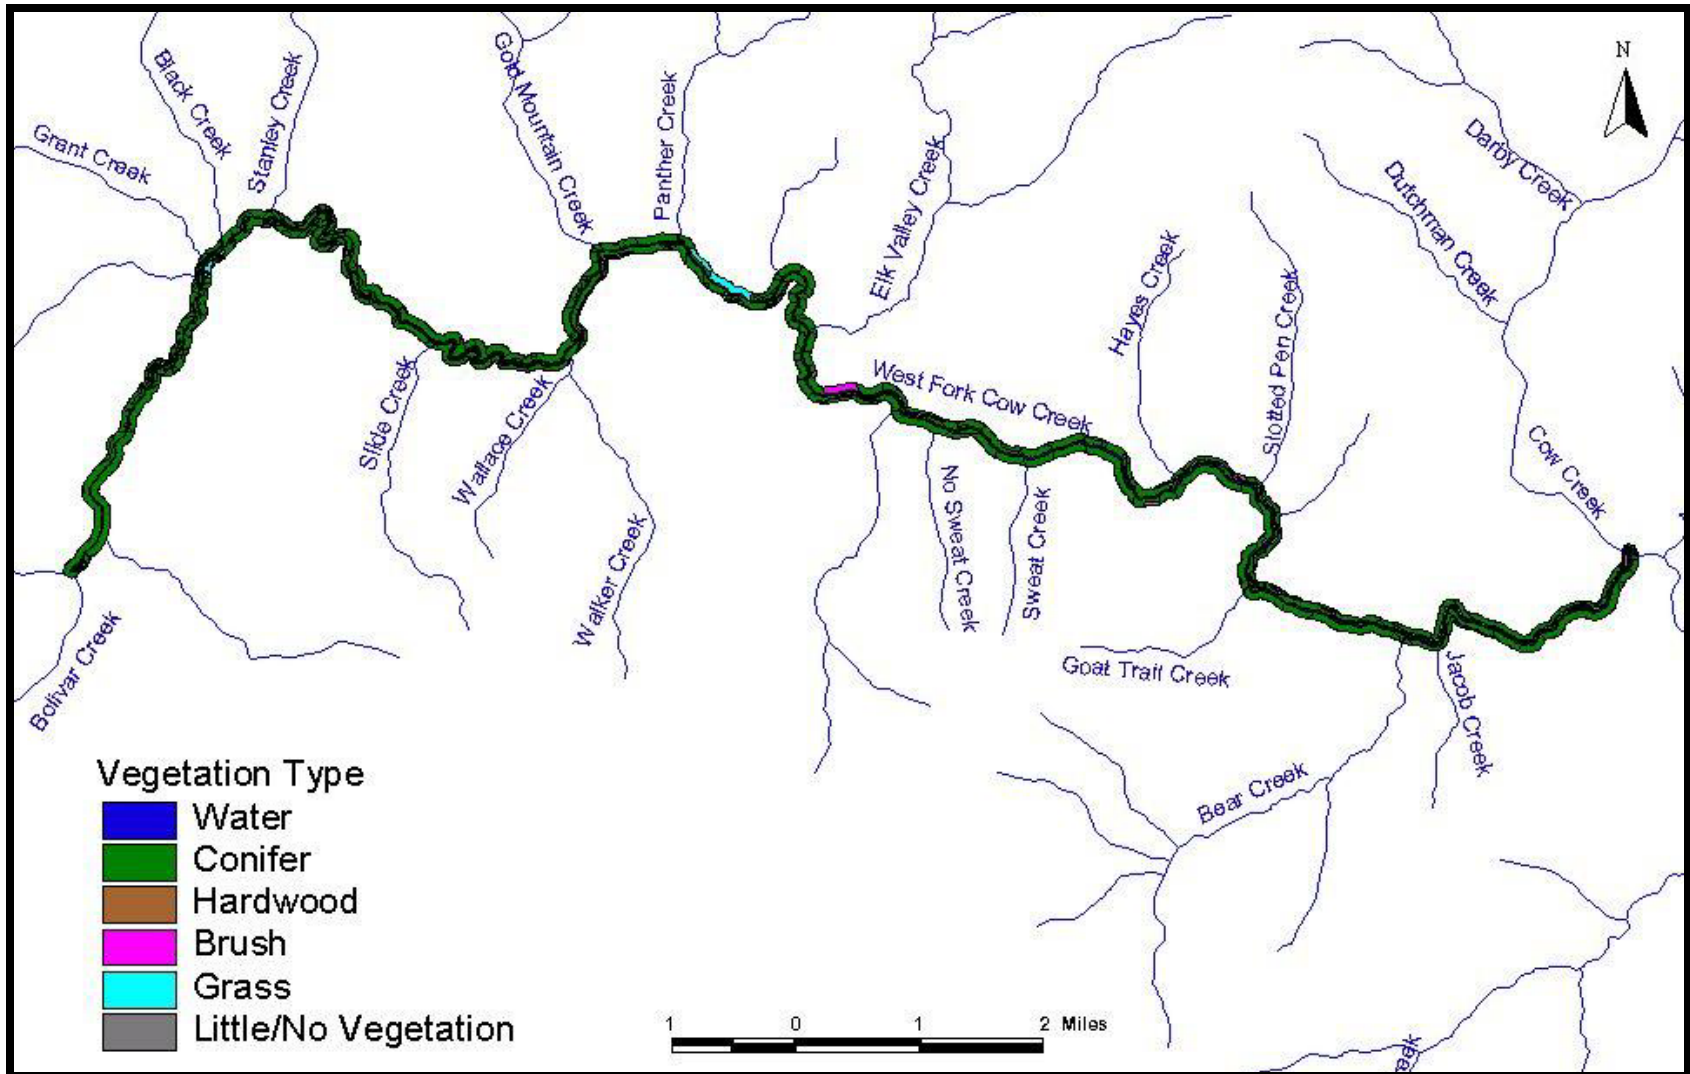 N
Black Creek
Stanley Creek
Grant Creek
Gold Mountain Creek
Panther Creek
Elk Valley Creek
Darby Creek
Dutchman Creek
Hayes Creek
Slotted Pen Creek
West Fork Cow Creek
Cow Creek
Slide Creek
Wallace Creek
Walker Creek
No Sweat Creek
Sweat Creek
Goat Trail Creek
Jacob Creek
Bolivar Creek
Bear Creek
Vegetation Type
Water
Conifer
Hardwood
Brush
Grass
Little/No Vegetation
1 0 1 2 Miles
eek